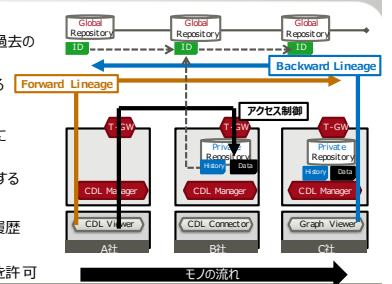 過去の
る
に
する
履歴
を許可
Global
Repository
Global
Repository
Global
Repository
ID
ID
ID
Backward Lineage
Forward Lineage
アクセス制御
T-GW
T-GW
T-GW
Private
Repository
History
Data
Private
Repository
History
Data
CDL Manager
CDL Manager
CDL Manager
CDL Viewer
CDL Connector
Graph Viewer
A社
B社
C社
モノの流れ